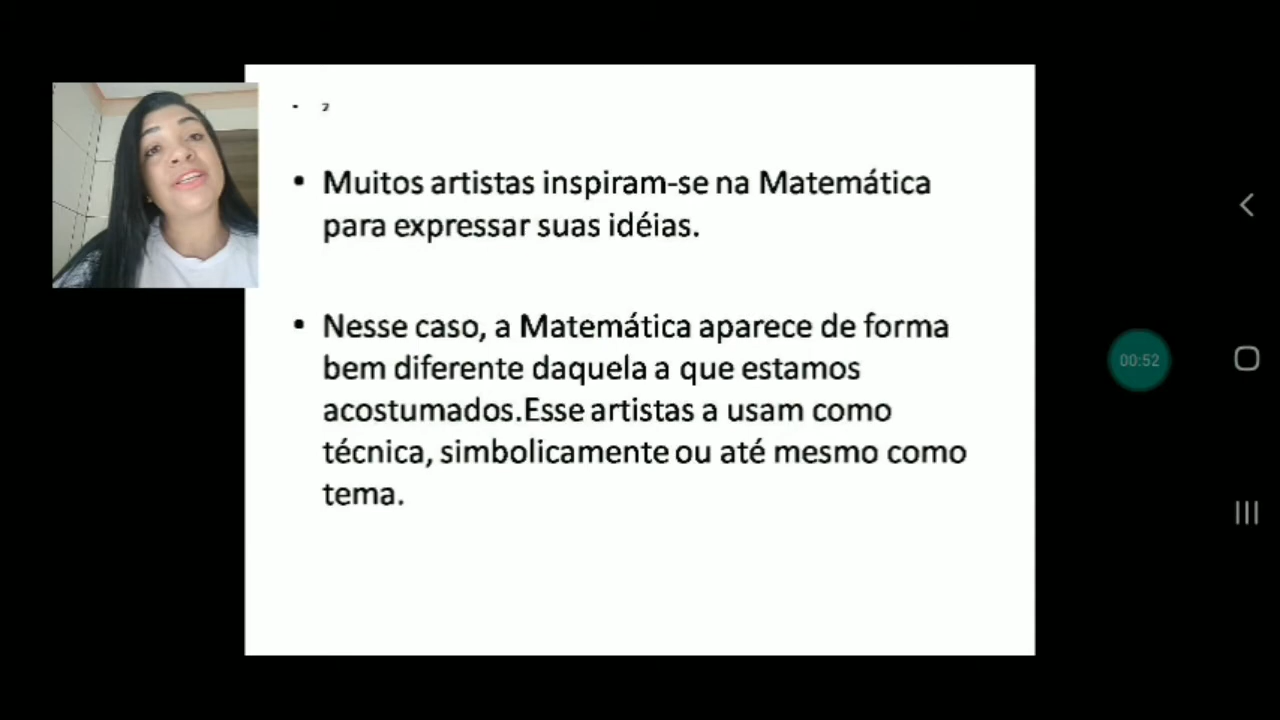 • 7
• Muitos artistas inspiram-se na Matemática
para expressar suas idéias.
• Nesse caso, a Matemática aparece de forma
bem diferente daquela a que estamos
acostumados.Esse artistas a usam como
técnica, simbolicamente ou até mesmo como
tema.
00:52